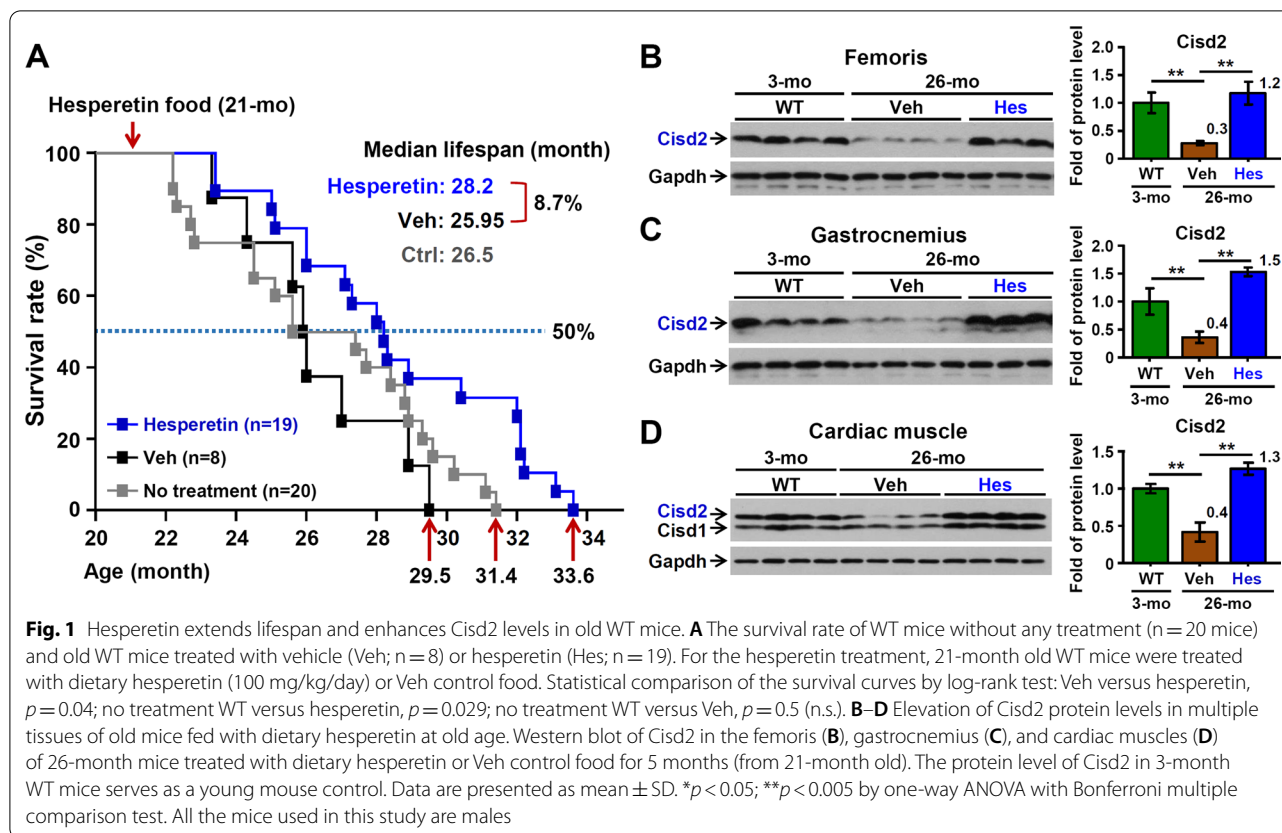 A
Hesperetin food (21-mo)
Median lifespan (month)
Hesperetin: 28.2
Veh: 25.95
8.7%
Ctrl: 26.5
50%
Survival rate (%)
100
80
60
40
20
0
Hesperetin (n=19)
Veh (n=8)
No treatment (n=20)
20 22 24 26 28 30 32 34
Age (month)
29.5 31.4 33.6
B
Femoris
3-mo 26-mo
WT Veh Hes
Cisd2
Gapdh
Cisd2
Fold of protein level
2.0
1.5
1.0
0.5
0
** **
0.3
1.2
WT Veh Hes
3-mo 26-mo
C
Gastrocnemius
3-mo 26-mo
WT Veh Hes
Cisd2
Gapdh
Cisd2
Fold of protein level
2.0
1.5
1.0
0.5
0
** **
0.4
1.5
WT Veh Hes
3-mo 26-mo
D
Cardiac muscle
3-mo 26-mo
WT Veh Hes
Cisd2
Cisd1
Gapdh
Cisd2
Fold of protein level
2.0
1.5
1.0
0.5
0
** **
0.4
1.3
WT Veh Hes
3-mo 26-mo
Fig. 1 Hesperetin extends lifespan and enhances Cisd2 levels in old WT mice. A The survival rate of WT mice without any treatment (n = 20 mice)
and old WT mice treated with vehicle (Veh; n = 8) or hesperetin (Hes; n = 19). For the hesperetin treatment, 21-month old WT mice were treated
with dietary hesperetin (100 mg/kg/day) or Veh control food. Statistical comparison of the survival curves by log-rank test: Veh versus hesperetin,
p = 0.04; no treatment WT versus hesperetin, p = 0.029; no treatment WT versus Veh, p = 0.5 (n.s.). B–D Elevation of Cisd2 protein levels in multiple
tissues of old mice fed with dietary hesperetin at old age. Western blot of Cisd2 in the femoris (B), gastrocnemius (C), and cardiac muscles (D)
of 26-month mice treated with dietary hesperetin or Veh control food for 5 months (from 21-month old). The protein level of Cisd2 in 3-month
WT mice serves as a young mouse control. Data are presented as mean ± SD. *p < 0.05; **p < 0.005 by one-way ANOVA with Bonferroni multiple
comparison test. All the mice used in this study are males